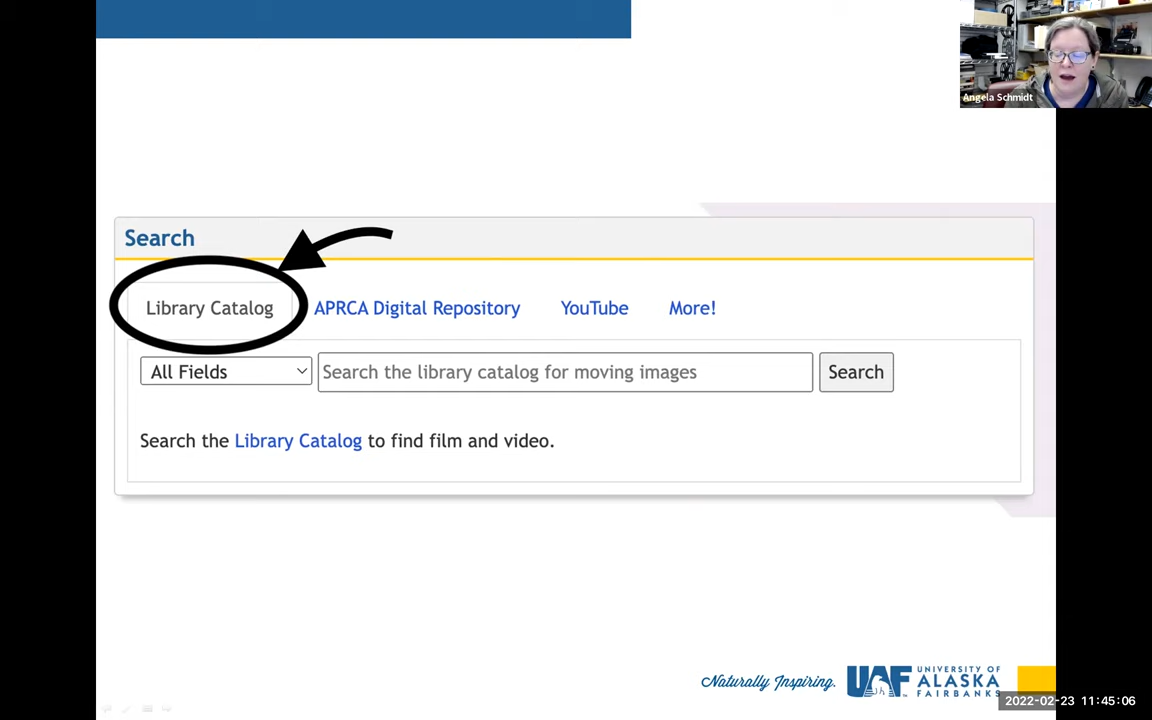 Angela Schmidt
Search
Library Catalog APRCA Digital Repository YouTube More!
All Fields Search the library catalog for moving images Search
Search the Library Catalog to find film and video.
Naturally Inspiring. UAF UNIVERSITY OF
ALASKA
FAIRBANKS
2022-02-23 11:45:06